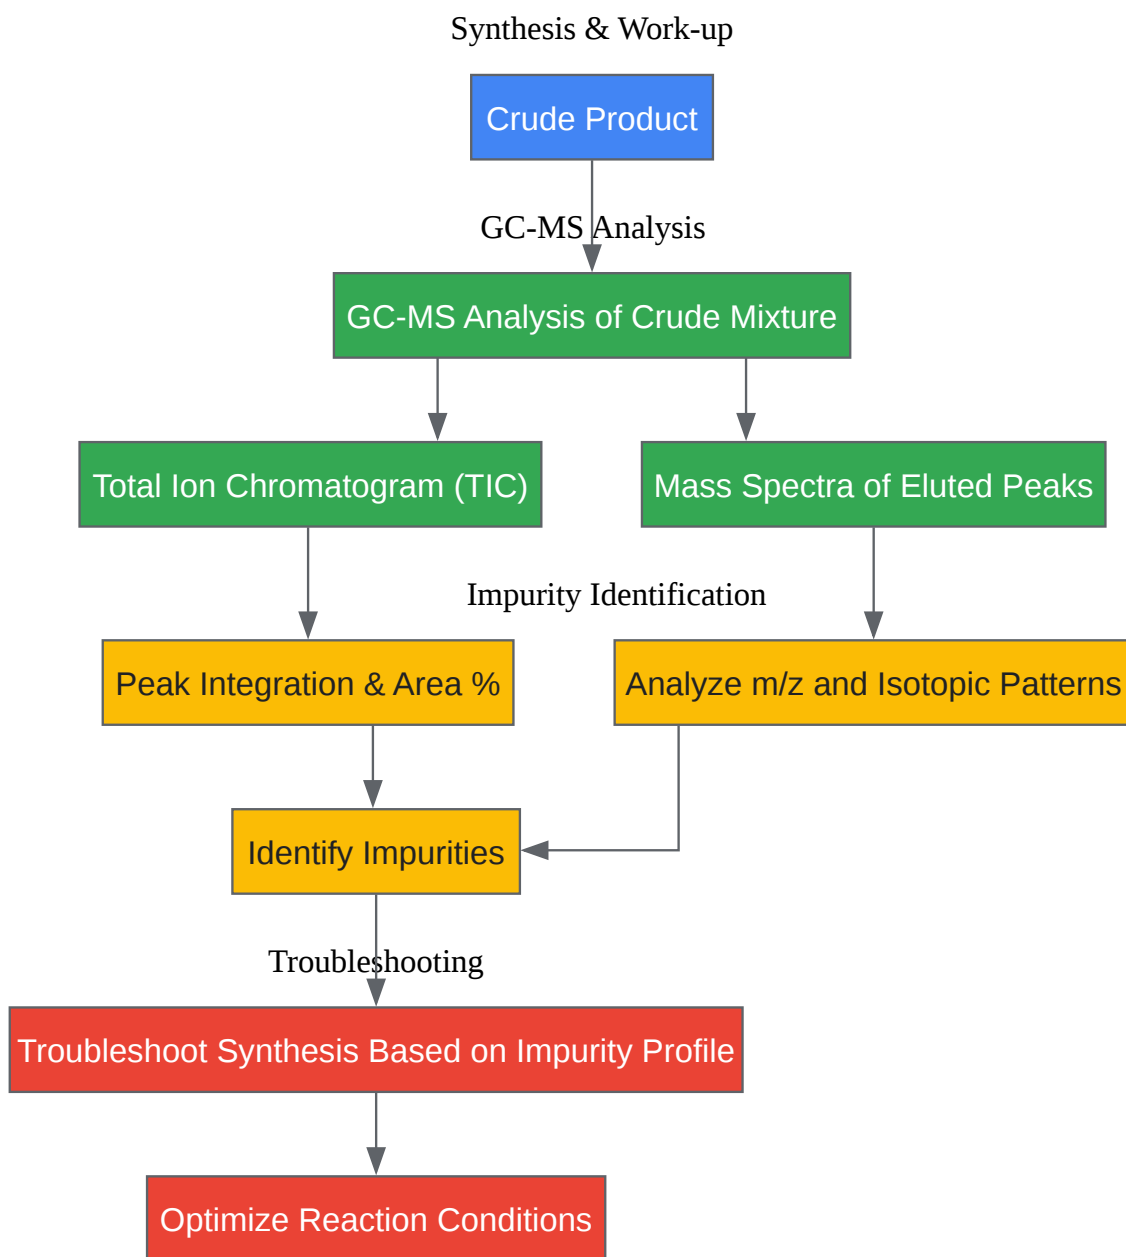 Synthesis & Work-up
Crude Product
GC-MS Analysis
GC-MS Analysis of Crude Mixture
Total Ion Chromatogram (TIC)
Mass Spectra of Eluted Peaks
Impurity Identification
Peak Integration & Area %
Analyze m/z and Isotopic Patterns
Identify Impurities
Troubleshooting
Troubleshoot Synthesis Based on Impurity Profile
Optimize Reaction Conditions